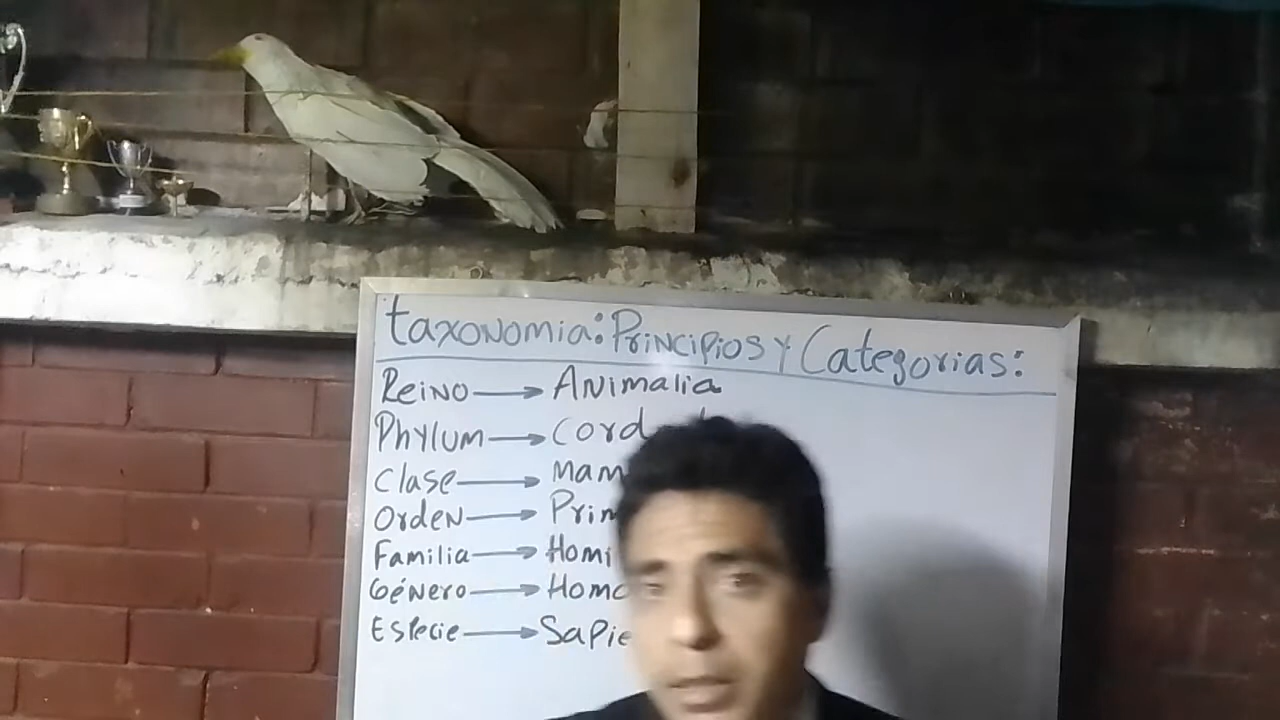 taxonomia: Principios y Categorias:
Reino → Animalia
Phylum → Cord
Clase → Mam
Orden → Prim
Familia → Homi
Género → Homo
Especie → Sapie